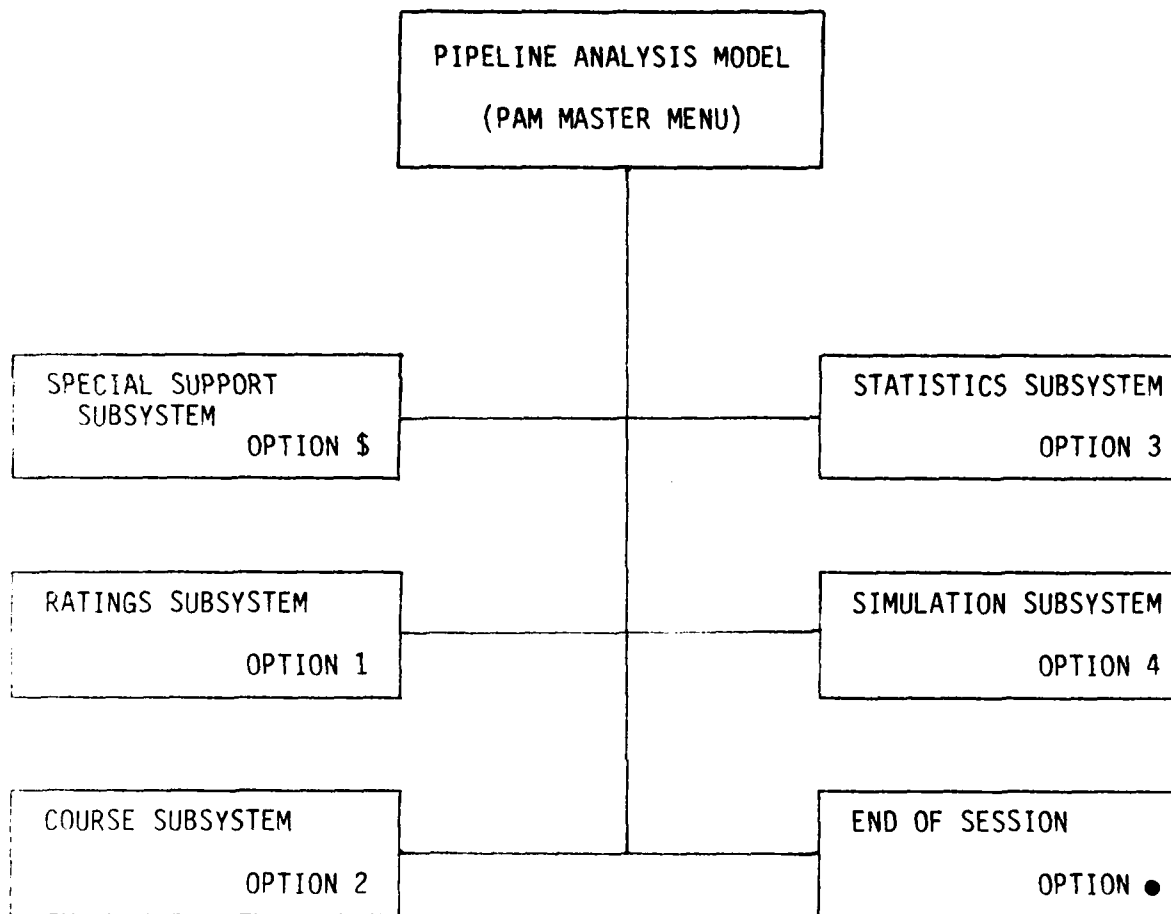 PIPELINE ANALYSIS MODEL
(PAM MASTER MENU)
SPECIAL SUPPORT
SUBSYSTEM
OPTION $
STATISTICS SUBSYSTEM
OPTION 3
RATINGS SUBSYSTEM
OPTION 1
SIMULATION SUBSYSTEM
OPTION 4
COURSE SUBSYSTEM
OPTION 2
END OF SESSION
OPTION ●